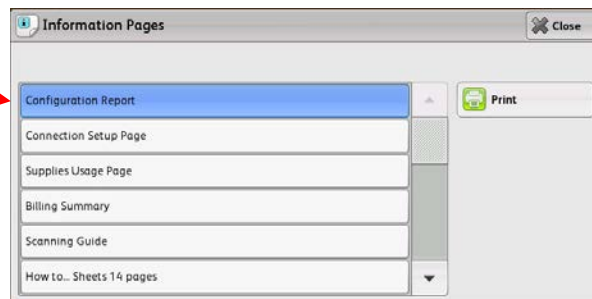 Information Pages
Close
Configuration Report
Print
Connection Setup Page
Supplies Usage Page
Billing Summary
Scanning Guide
How to... Sheets 14 pages